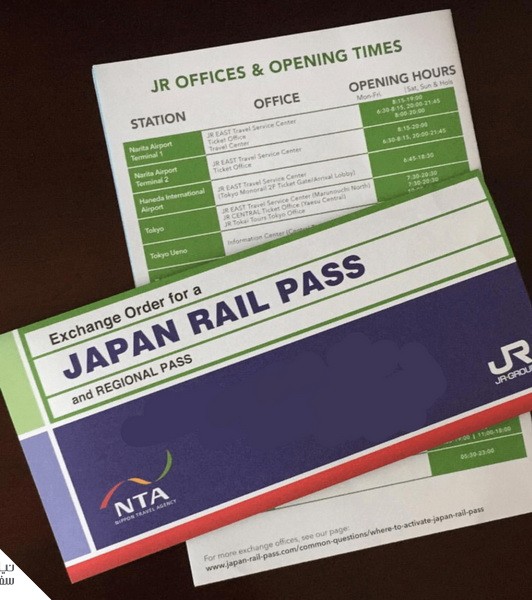 JR OFFICES & OPENING TIMES
STATION
OFFICE
OPENING HOURS
Mon-Fri. (Sat, Sun & Hols
Narita Airport
Terminal 1
JR EAST Travel Service Center
Ticket Office
Travel Center
8:15-19:00
6:30-8:15, 20:00-21:45
8:00-20:00
Narita Airport
Terminal 2
JR EAST Travel Service Center
Ticket Office
8:15-20:00
6:30-8:15, 20:00-21:45
Haneda International
Airport
JR EAST Travel Service Center
(Tokyo Monorail 2F Ticket Gate/Arrival Lobby)
6:45-18:30
Tokyo
JR EAST Travel Service Center (Marunouchi North)
JR CENTRAL Ticket Office (Yaesu Central)
JR Tokai Tours Tokyo Office
7:30-20:30
7:30-20:30
Tokyo Ueno
Information Center
Exchange Order for a
JAPAN RAIL PASS
and REGIONAL PASS
JR
JR-GROU
NTA
NIPPON TRAVEL AGENCY
11:00-18:00
05:30-23:00
For more exchange offices, see our page:
www.japan-rail-pass.com/common-questions/where-to-activate-japan-rail-pass